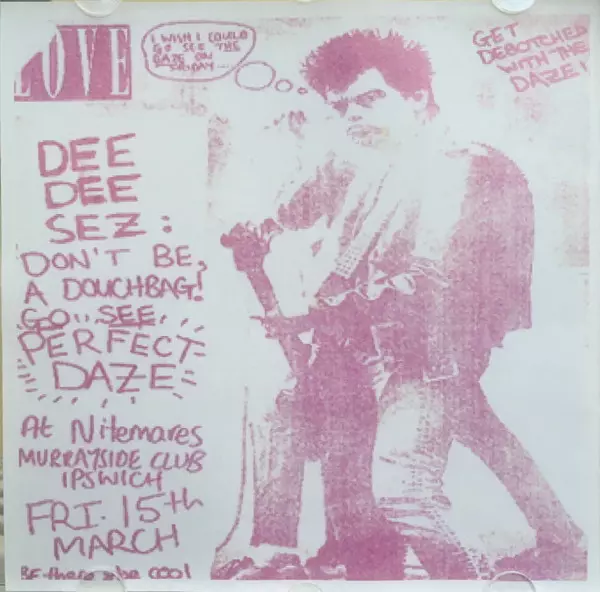 LOVE
I WISH I COULD
GO SEE THE
DAZE ON
FRIDAY....
GET
DEBOTCHED
WITH THE
DAZE!
DEE
DEE
SEZ:
DON'T BE,
A DOUCHBAG!
GO SEE
PERFECT
DAZE
At Nitemares
MURRAYSIDE CLUB
IPSWICH
FRI. 15th
MARCH
BE there & be cool